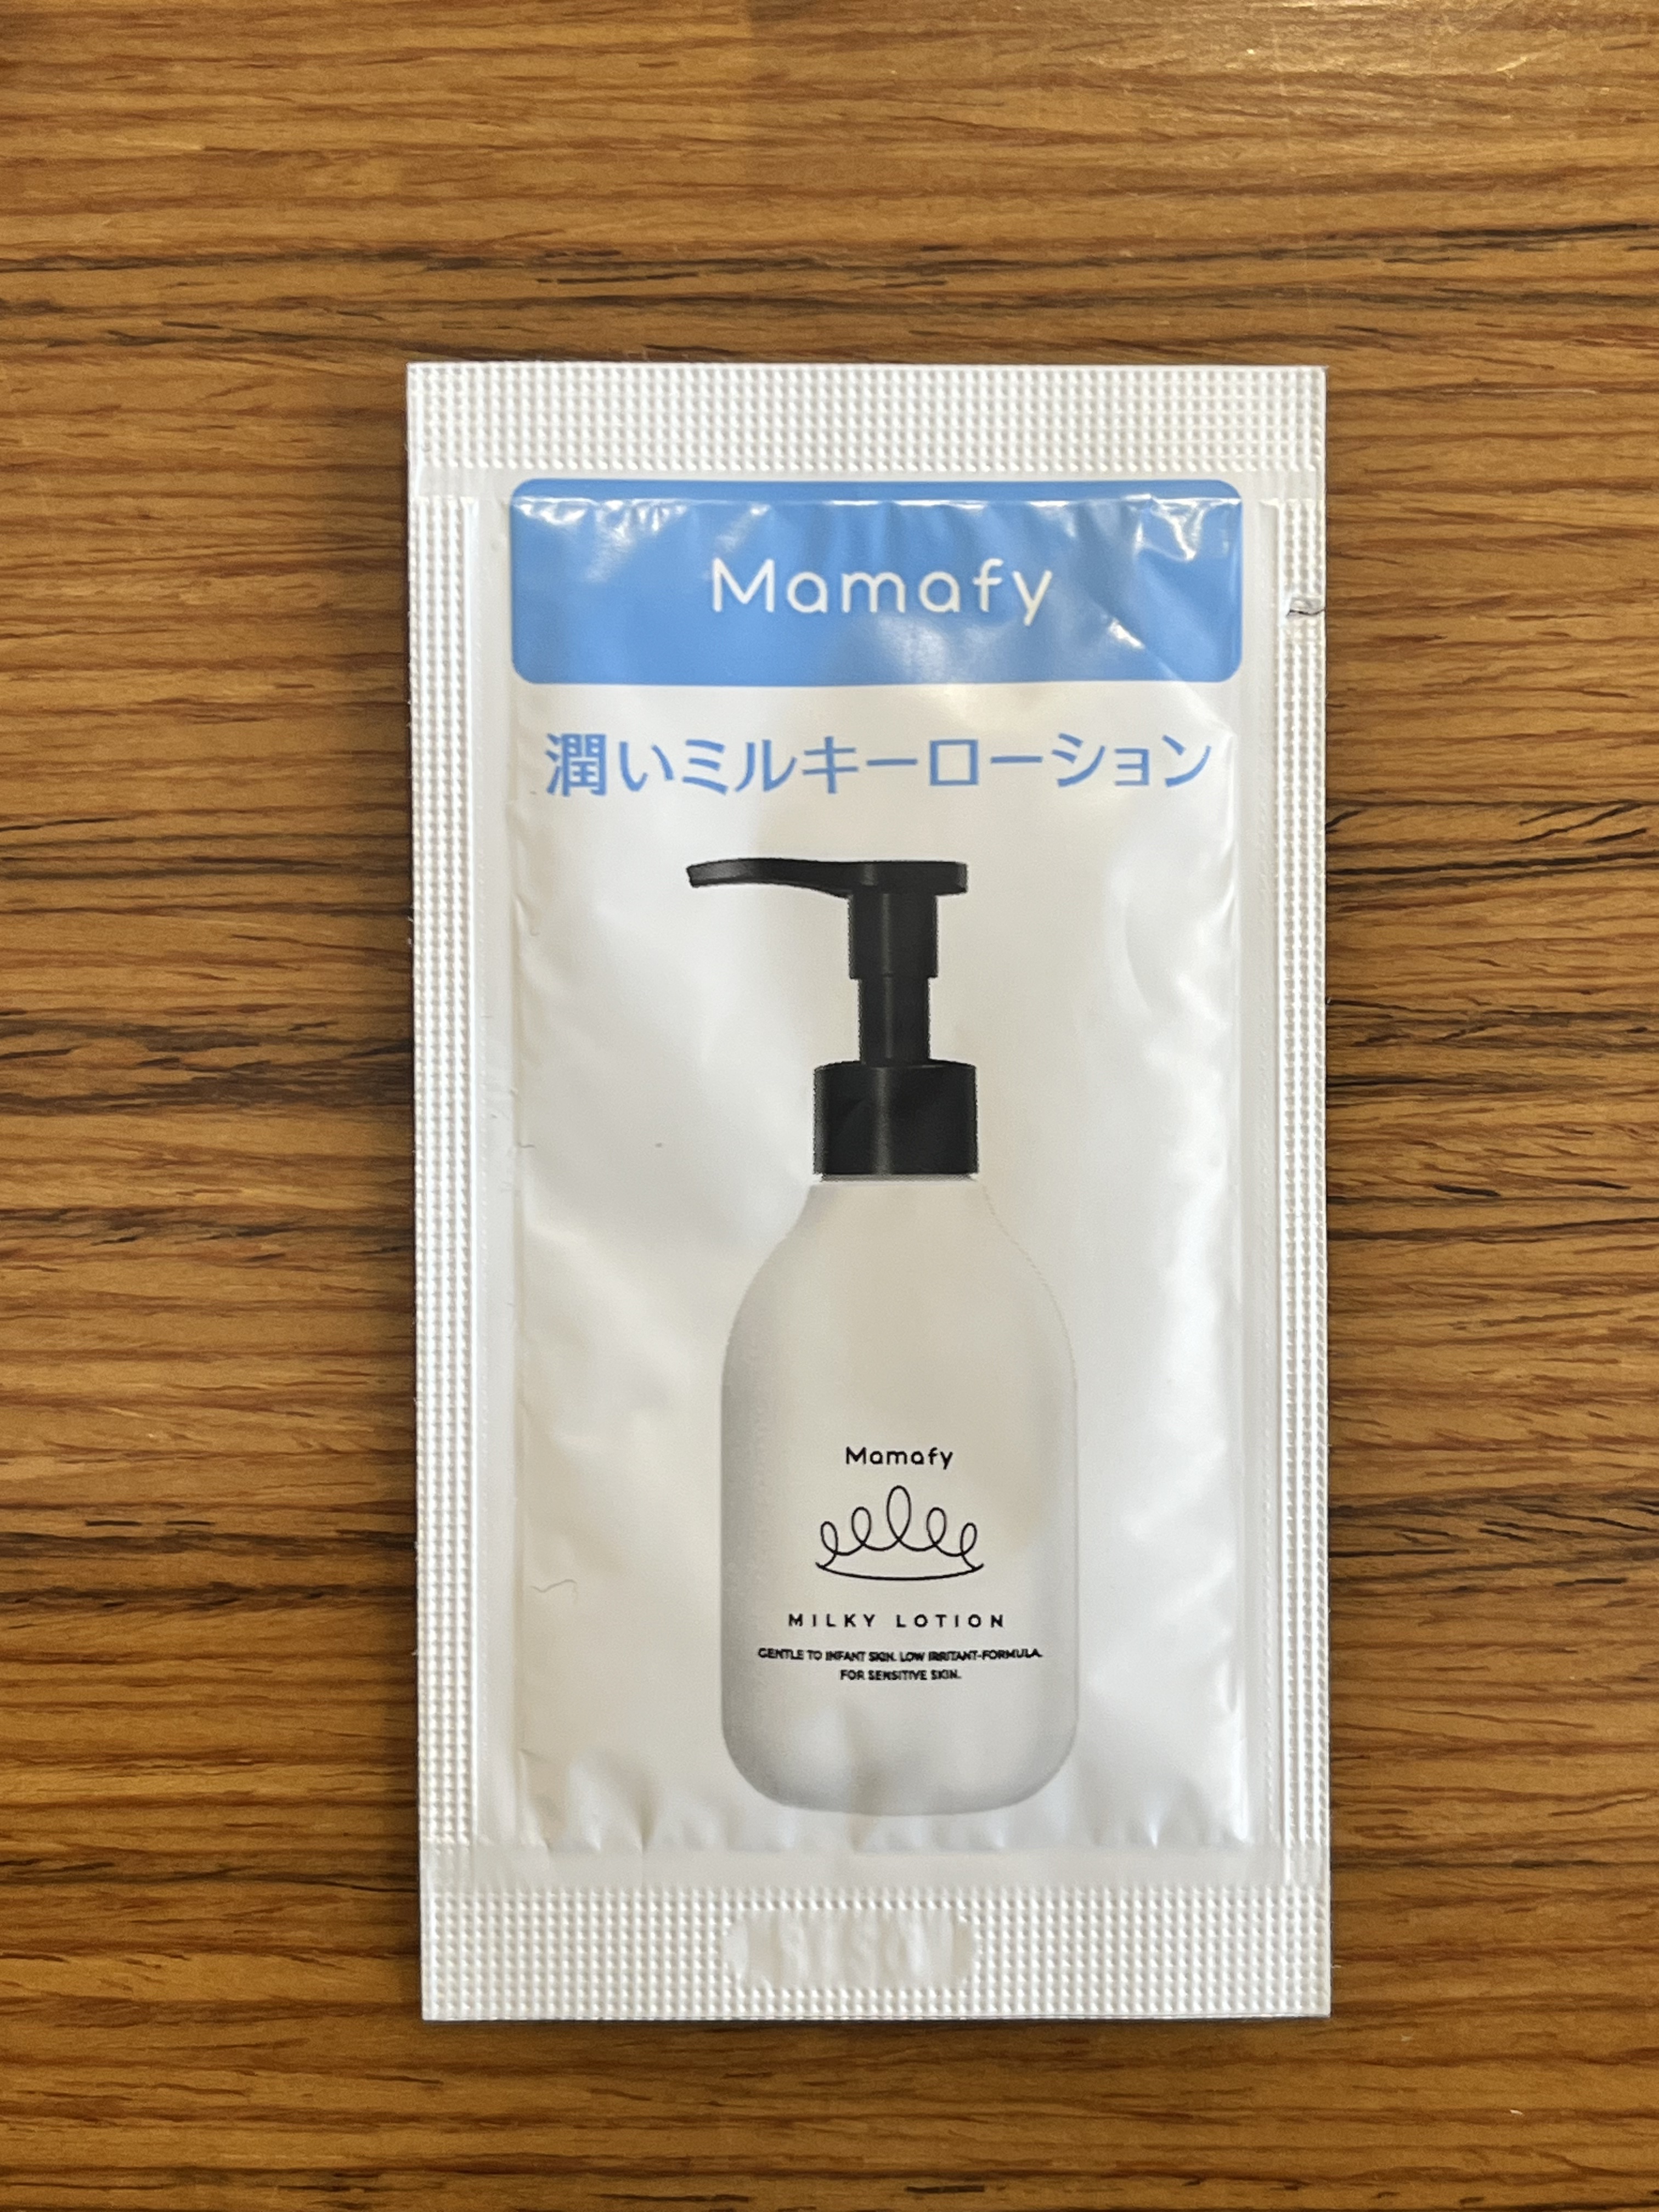 Mamafy
潤いミルキーローション
Mamafy
MILKY LOTION
GENTLE TO INFANT SKIN. LOW IRRITANT-FORMULA.
FOR SENSITIVE SKIN.